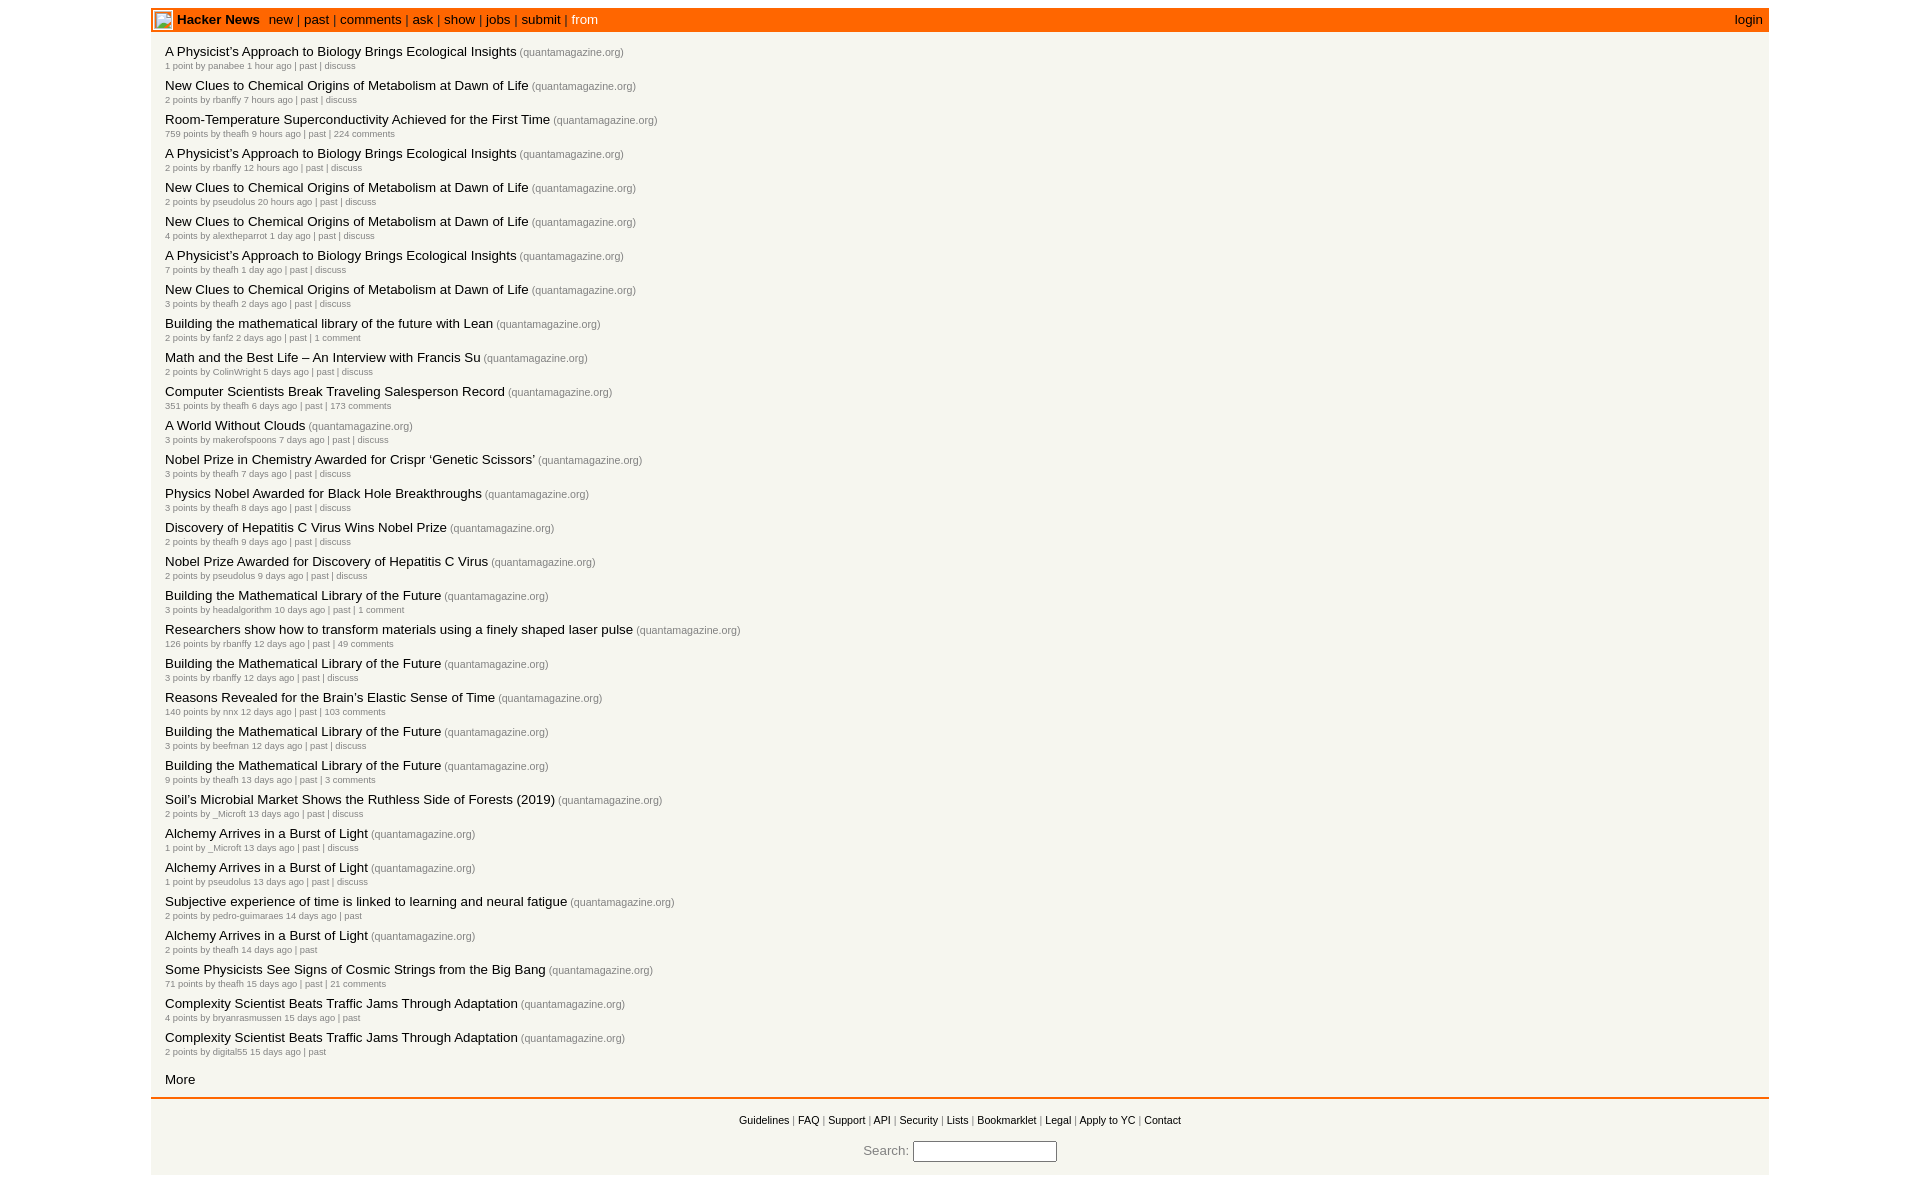 Hacker News new | past | comments | ask | show | jobs | submit | from login
A Physicist’s Approach to Biology Brings Ecological Insights (quantamagazine.org)
1 point by panabee 1 hour ago | past | discuss
New Clues to Chemical Origins of Metabolism at Dawn of Life (quantamagazine.org)
2 points by rbanffy 7 hours ago | past | discuss
Room-Temperature Superconductivity Achieved for the First Time (quantamagazine.org)
759 points by theafh 9 hours ago | past | 224 comments
A Physicist’s Approach to Biology Brings Ecological Insights (quantamagazine.org)
2 points by rbanffy 12 hours ago | past | discuss
New Clues to Chemical Origins of Metabolism at Dawn of Life (quantamagazine.org)
2 points by pseudolus 20 hours ago | past | discuss
New Clues to Chemical Origins of Metabolism at Dawn of Life (quantamagazine.org)
4 points by alextheparrot 1 day ago | past | discuss
A Physicist’s Approach to Biology Brings Ecological Insights (quantamagazine.org)
7 points by theafh 1 day ago | past | discuss
New Clues to Chemical Origins of Metabolism at Dawn of Life (quantamagazine.org)
3 points by theafh 2 days ago | past | discuss
Building the mathematical library of the future with Lean (quantamagazine.org)
2 points by fanf2 2 days ago | past | 1 comment
Math and the Best Life – An Interview with Francis Su (quantamagazine.org)
2 points by ColinWright 5 days ago | past | discuss
Computer Scientists Break Traveling Salesperson Record (quantamagazine.org)
351 points by theafh 6 days ago | past | 173 comments
A World Without Clouds (quantamagazine.org)
3 points by makerofspoons 7 days ago | past | discuss
Nobel Prize in Chemistry Awarded for Crispr ‘Genetic Scissors’ (quantamagazine.org)
3 points by theafh 7 days ago | past | discuss
Physics Nobel Awarded for Black Hole Breakthroughs (quantamagazine.org)
3 points by theafh 8 days ago | past | discuss
Discovery of Hepatitis C Virus Wins Nobel Prize (quantamagazine.org)
2 points by theafh 9 days ago | past | discuss
Nobel Prize Awarded for Discovery of Hepatitis C Virus (quantamagazine.org)
2 points by pseudolus 9 days ago | past | discuss
Building the Mathematical Library of the Future (quantamagazine.org)
3 points by headalgorithm 10 days ago | past | 1 comment
Researchers show how to transform materials using a finely shaped laser pulse (quantamagazine.org)
126 points by rbanffy 12 days ago | past | 49 comments
Building the Mathematical Library of the Future (quantamagazine.org)
3 points by rbanffy 12 days ago | past | discuss
Reasons Revealed for the Brain’s Elastic Sense of Time (quantamagazine.org)
140 points by nnx 12 days ago | past | 103 comments
Building the Mathematical Library of the Future (quantamagazine.org)
3 points by beefman 12 days ago | past | discuss
Building the Mathematical Library of the Future (quantamagazine.org)
9 points by theafh 13 days ago | past | 3 comments
Soil’s Microbial Market Shows the Ruthless Side of Forests (2019) (quantamagazine.org)
2 points by _Microft 13 days ago | past | discuss
Alchemy Arrives in a Burst of Light (quantamagazine.org)
1 point by _Microft 13 days ago | past | discuss
Alchemy Arrives in a Burst of Light (quantamagazine.org)
1 point by pseudolus 13 days ago | past | discuss
Subjective experience of time is linked to learning and neural fatigue (quantamagazine.org)
2 points by pedro-guimaraes 14 days ago | past
Alchemy Arrives in a Burst of Light (quantamagazine.org)
2 points by theafh 14 days ago | past
Some Physicists See Signs of Cosmic Strings from the Big Bang (quantamagazine.org)
71 points by theafh 15 days ago | past | 21 comments
Complexity Scientist Beats Traffic Jams Through Adaptation (quantamagazine.org)
4 points by bryanrasmussen 15 days ago | past
Complexity Scientist Beats Traffic Jams Through Adaptation (quantamagazine.org)
2 points by digital55 15 days ago | past
More
Guidelines | FAQ | Support | API | Security | Lists | Bookmarklet | Legal | Apply to YC | Contact
Search: